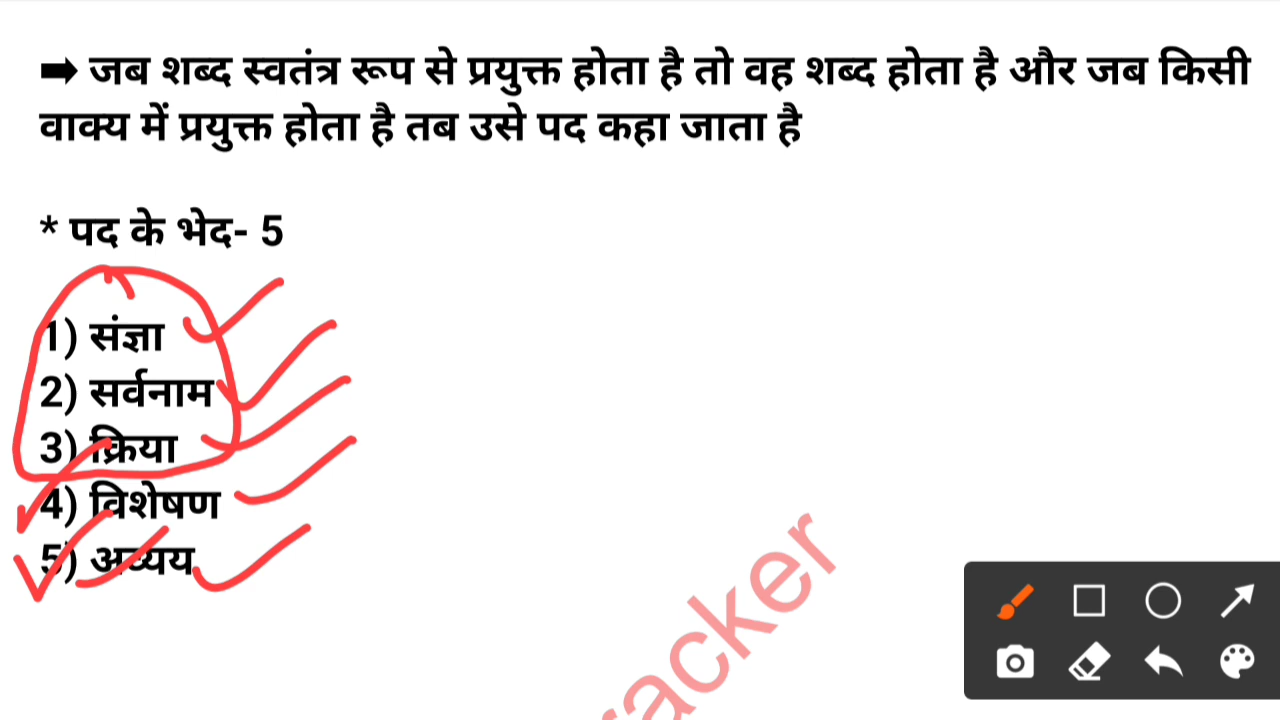 ➡ जब शब्द स्वतंत्र रूप से प्रयुक्त होता है तो वह शब्द होता है और जब किसी
वाक्य में प्रयुक्त होता है तब उसे पद कहा जाता है
* पद के भेद- 5
1) संज्ञा
2) सर्वनाम
3) क्रिया
4) विशेषण
5) अव्यय
acker